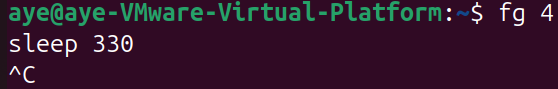 aye@aye-VMware-Virtual-Platform:~$ fg 4
sleep 330
^C